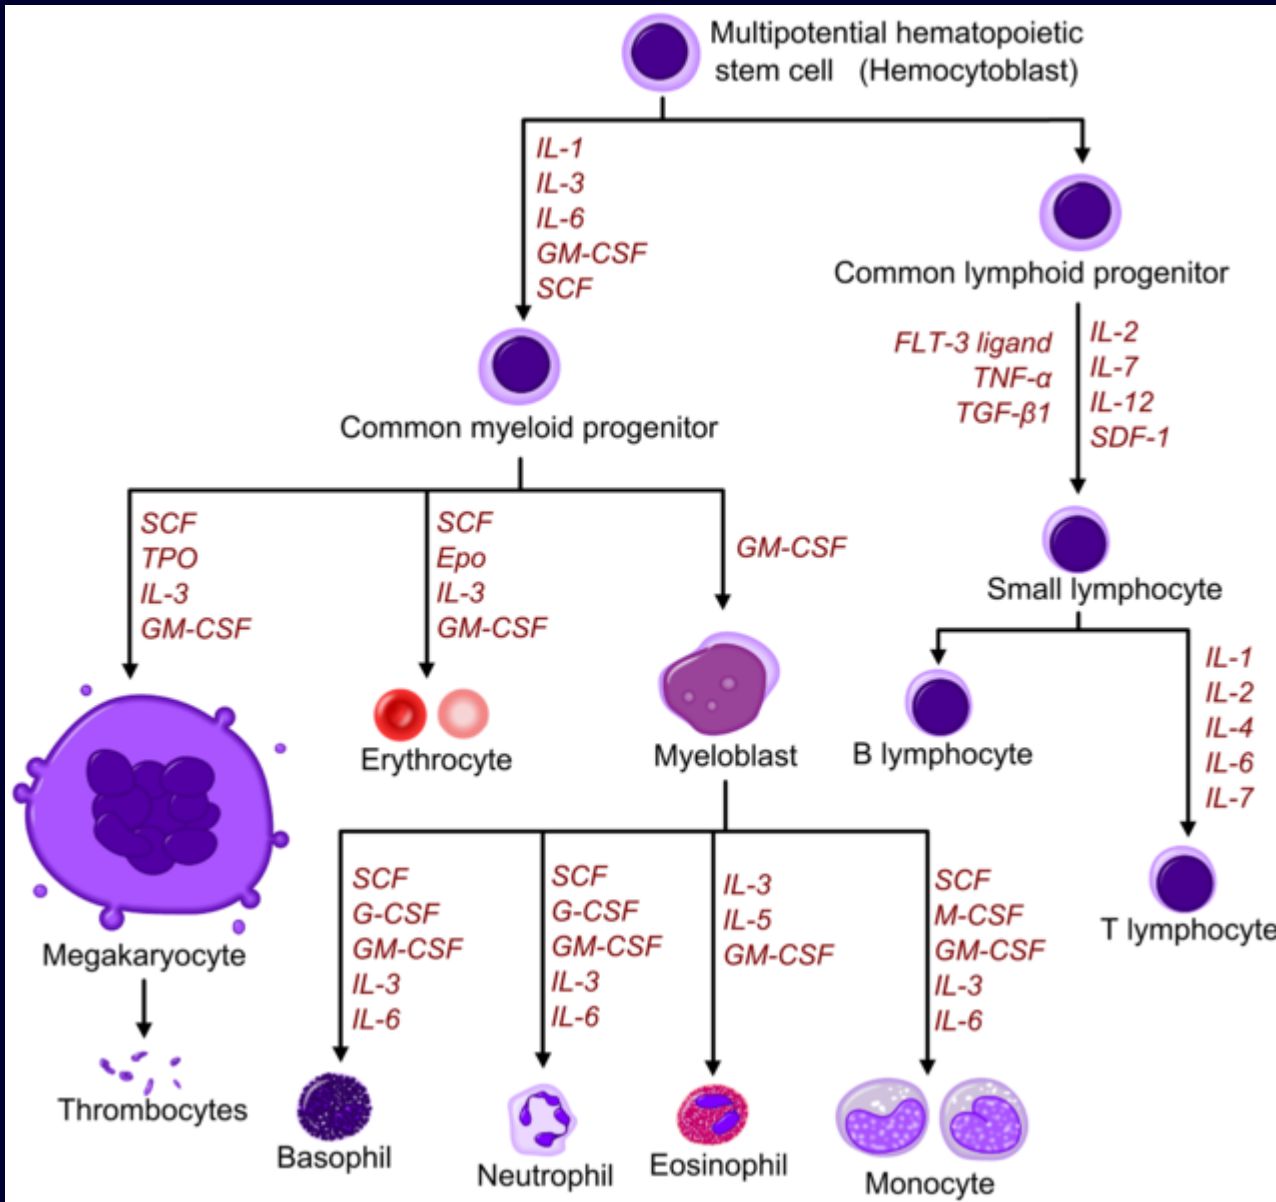 Multipotential hematopoietic
stem cell (Hemocytoblast)
IL-1
IL-3
IL-6
GM-CSF
SCF
Common lymphoid progenitor
FLT-3 ligand
TNF-α
TGF-β1
IL-2
IL-7
IL-12
SDF-1
Common myeloid progenitor
SCF
TPO
IL-3
GM-CSF
SCF
Epo
IL-3
GM-CSF
GM-CSF
Small lymphocyte
IL-1
IL-2
IL-4
IL-6
IL-7
Erythrocyte
Myeloblast
B lymphocyte
T lymphocyte
Megakaryocyte
SCF
G-CSF
GM-CSF
IL-3
IL-6
SCF
G-CSF
GM-CSF
IL-3
IL-6
IL-3
IL-5
GM-CSF
SCF
M-CSF
GM-CSF
IL-3
IL-6
Thrombocytes
Basophil
Neutrophil
Eosinophil
Monocyte